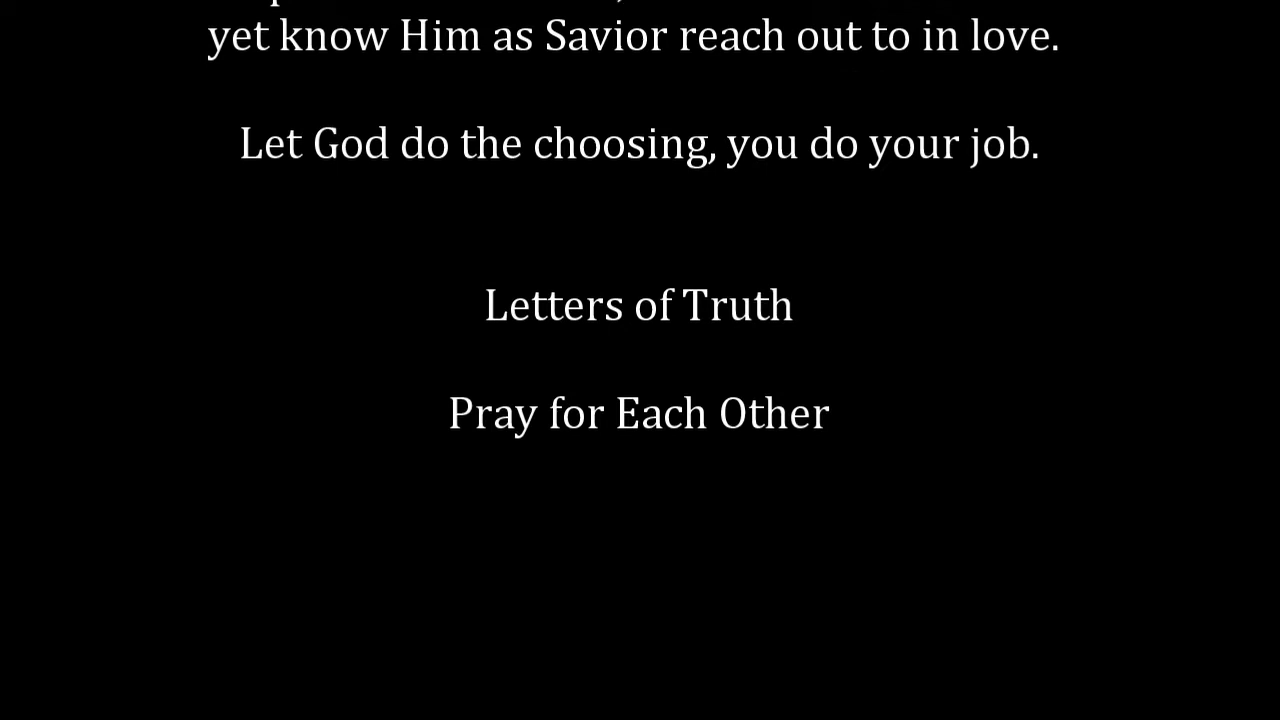 yet know Him as Savior reach out to in love.
Let God do the choosing, you do your job.
Letters of Truth
Pray for Each Other